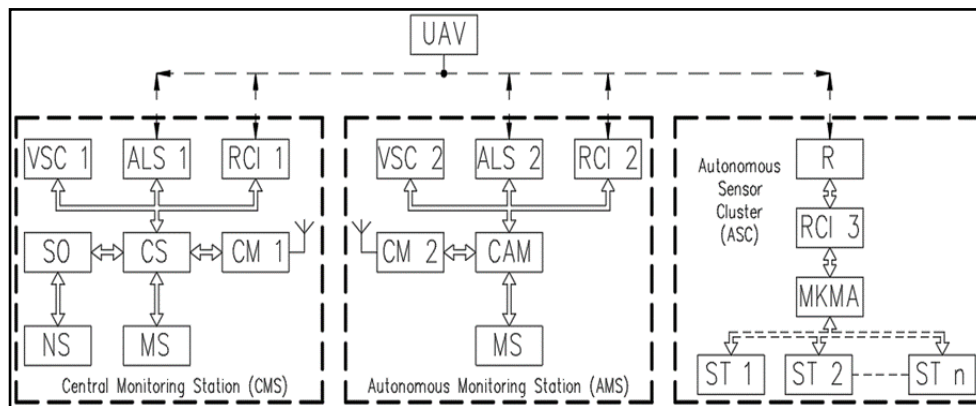 UAV
VSC 1 ALS 1 RCI 1
SO CS CM 1
NS MS
Central Monitoring Station (CMS)
VSC 2 ALS 2 RCI 2
CM 2 CAM
MS
Autonomous Monitoring Station (AMS)
Autonomous
Sensor
Cluster
(ASC)
R
RCI 3
MKMA
ST 1 ST 2 ST n